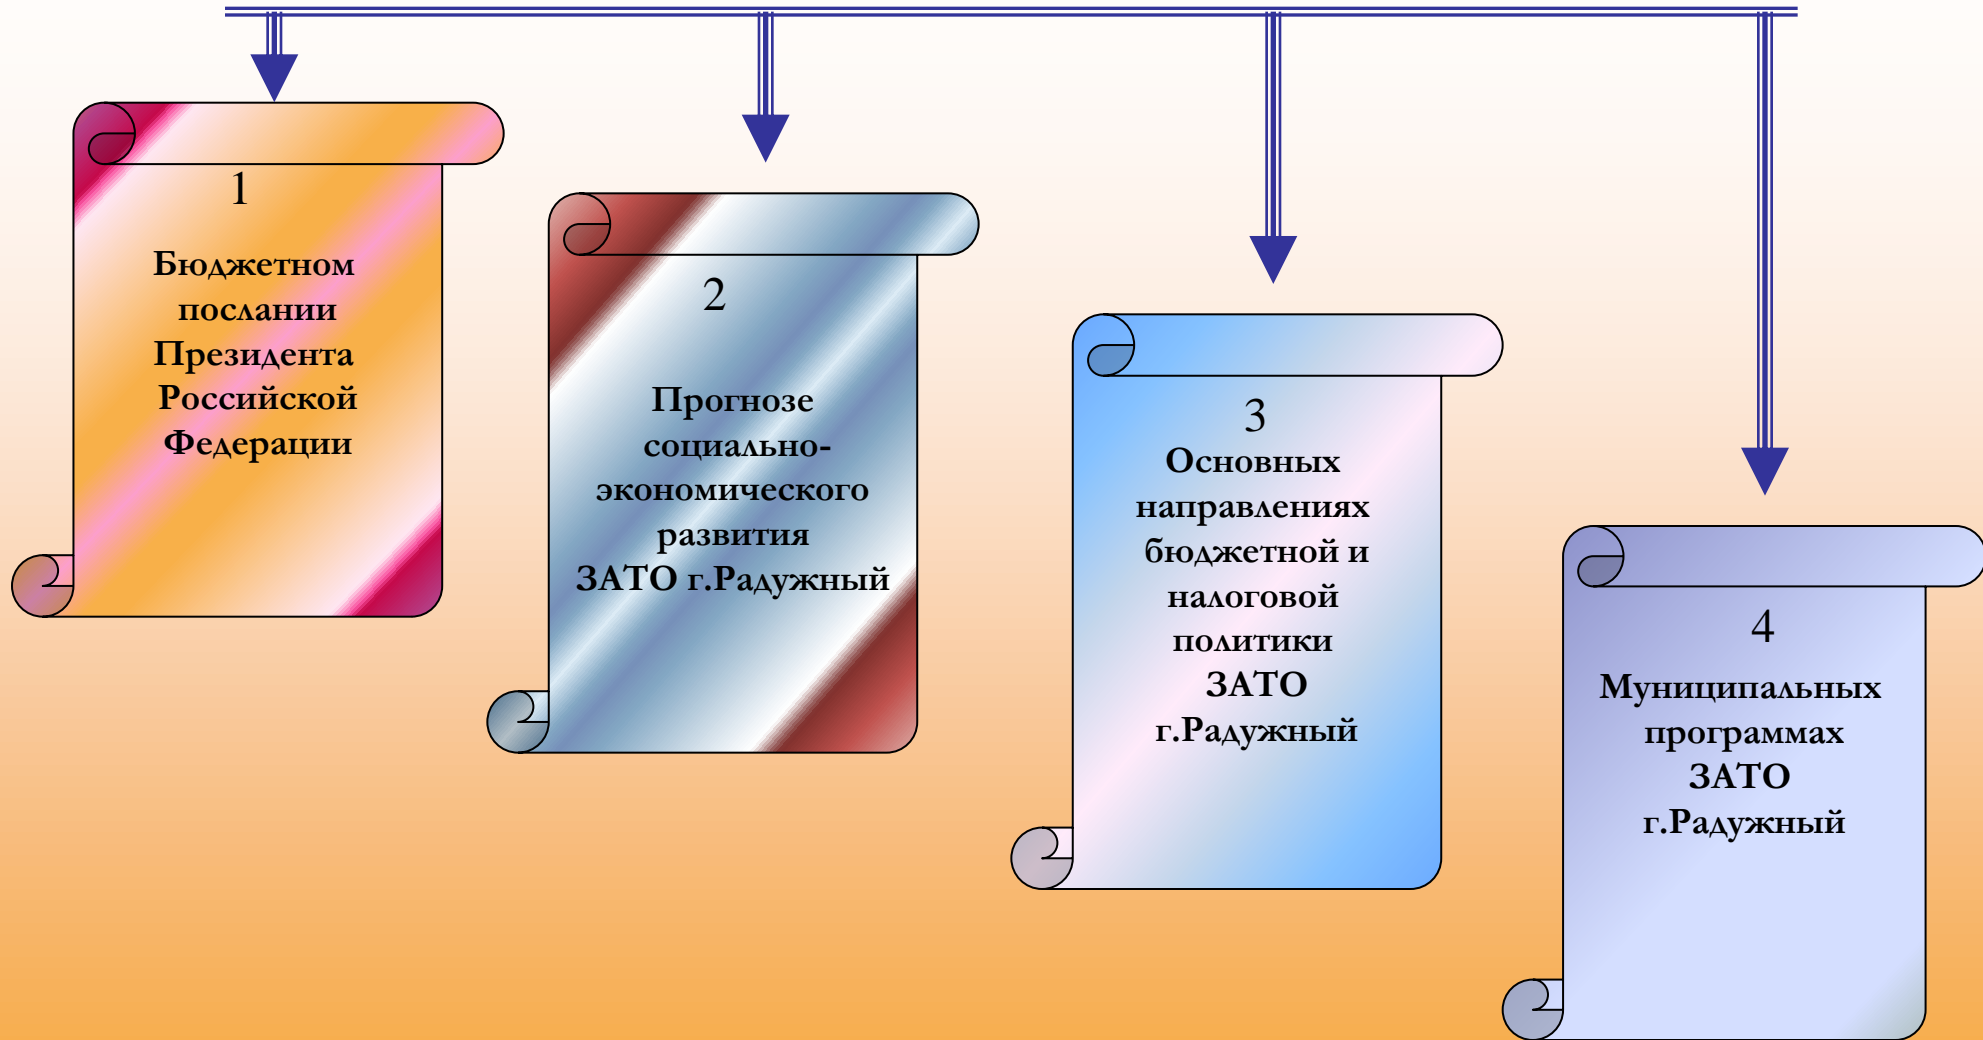 1
Бюджетном
послании
Президента
Российской
Федерации
2
Прогнозе
социально-
экономического
развития
ЗАТО г.Радужный
3
Основных
направлениях
бюджетной и
налоговой
политики
ЗАТО
г.Радужный
4
Муниципальных
программах
ЗАТО
г.Радужный